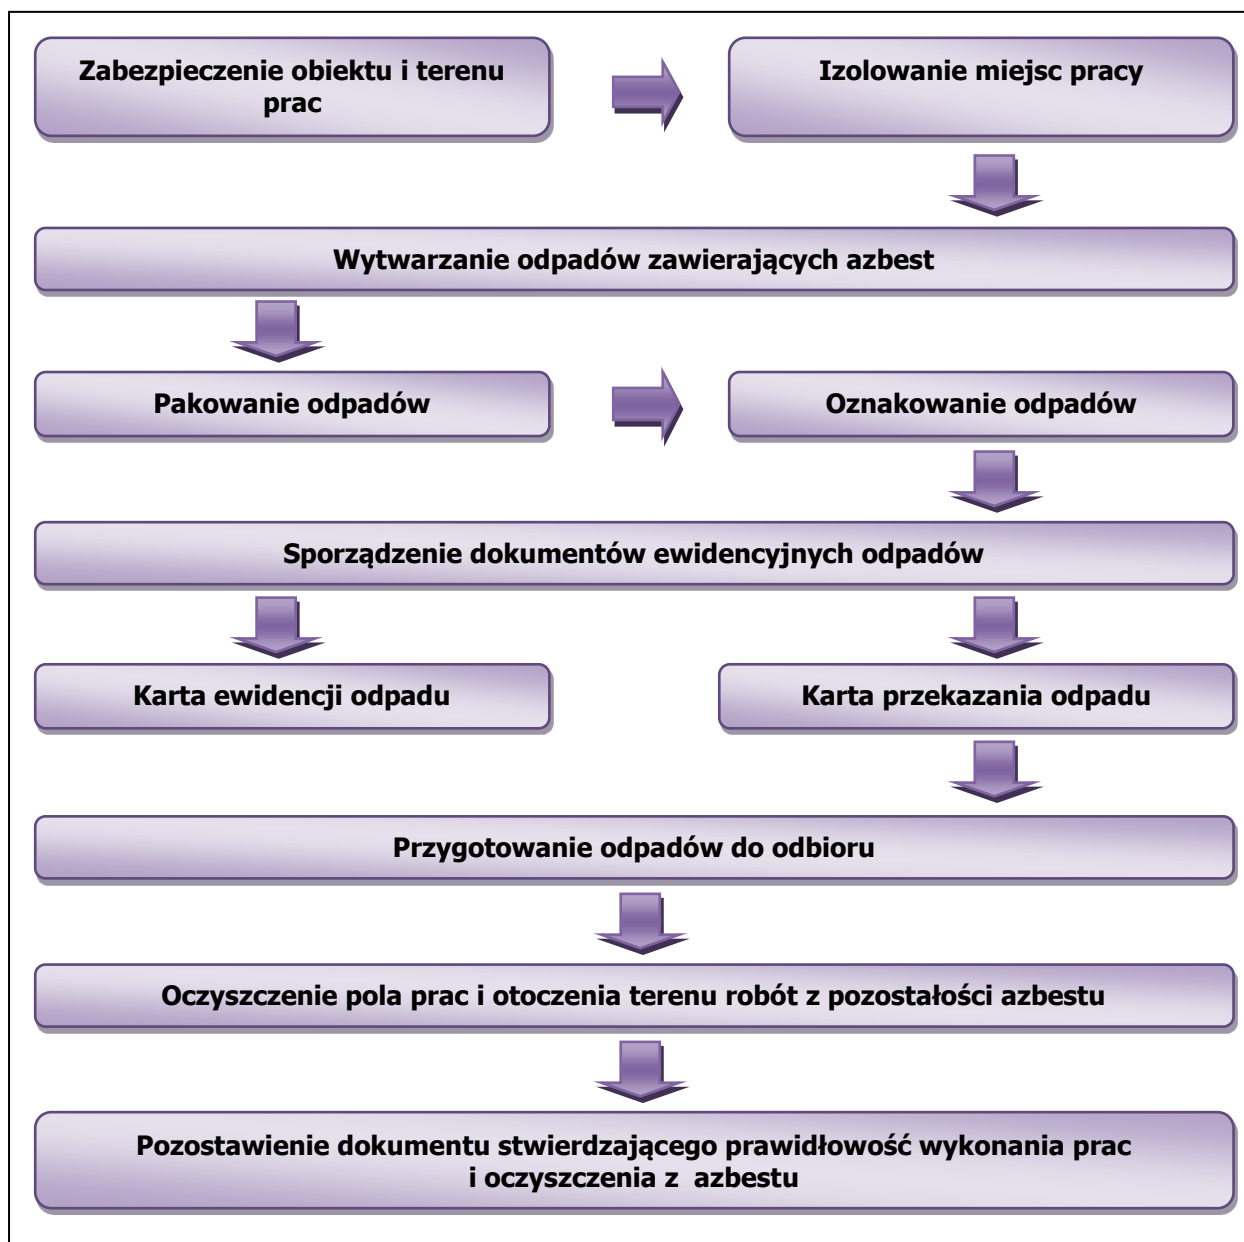 Zabezpieczenie obiektu i terenu
prac
Izolowanie miejsc pracy
Wytwarzanie odpadów zawierających azbest
Pakowanie odpadów
Oznakowanie odpadów
Sporządzenie dokumentów ewidencyjnych odpadów
Karta ewidencji odpadu
Karta przekazania odpadu
Przygotowanie odpadów do odbioru
Oczyszczenie pola prac i otoczenia terenu robót z pozostałości azbestu
Pozostawienie dokumentu stwierdzającego prawidłowość wykonania prac
i oczyszczenia z azbestu